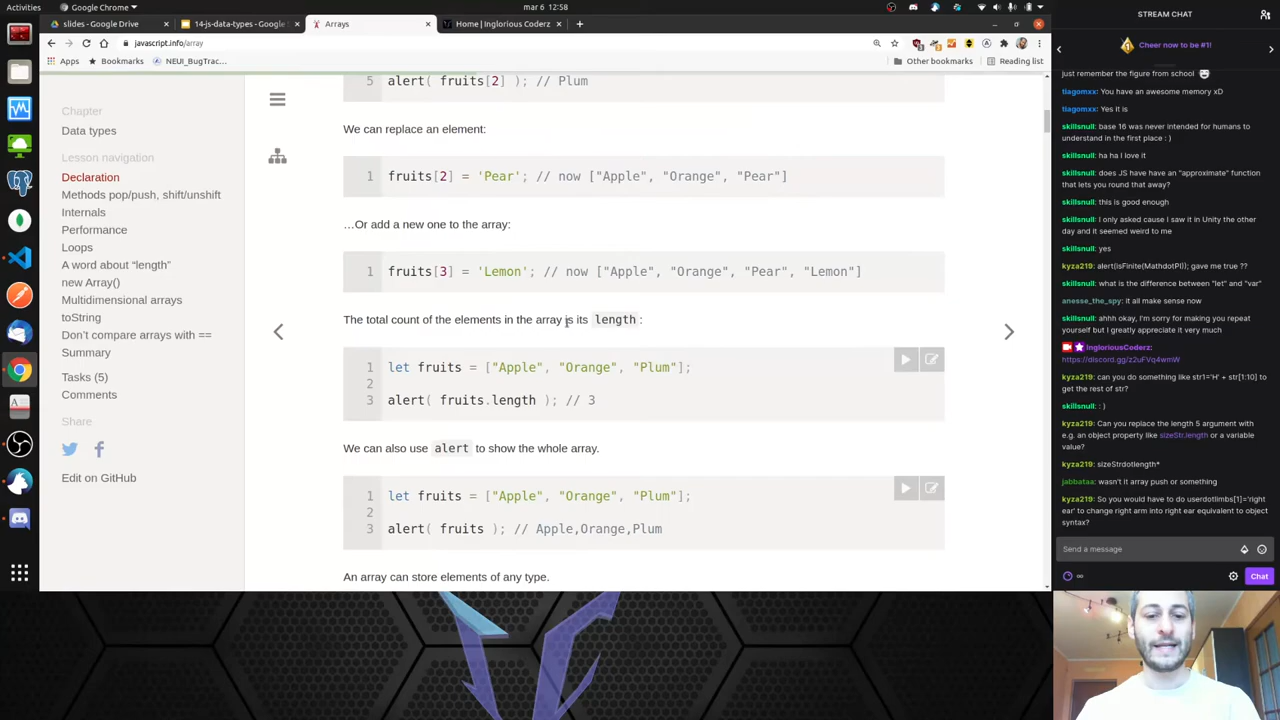 Activities
Google Chrome
mar 6 12:58
slides – Google Drive
14-js-data-types - Google S
Arrays
Home | Inglorious Coderz
javascript.info/array
Apps
Bookmarks
NEUI_BugTrac...
Other bookmarks
Reading list
Chapter
Data types
Lesson navigation
Declaration
Methods pop/push, shift/unshift
Internals
Performance
Loops
A word about “length”
new Array()
Multidimensional arrays
toString
Don’t compare arrays with ==
Summary
Tasks (5)
Comments
Share
Edit on GitHub
5 alert( fruits[2] ); // Plum
We can replace an element:
1 fruits[2] = 'Pear'; // now ["Apple", "Orange", "Pear"]
…Or add a new one to the array:
1 fruits[3] = 'Lemon'; // now ["Apple", "Orange", "Pear", "Lemon"]
The total count of the elements in the array is its length:
1 let fruits = ["Apple", "Orange", "Plum"];
2
3 alert( fruits.length ); // 3
We can also use alert to show the whole array.
1 let fruits = ["Apple", "Orange", "Plum"];
2
3 alert( fruits ); // Apple,Orange,Plum
An array can store elements of any type.
STREAM CHAT
Cheer now to be #1!
just remember the figure from school
tiagomxx: You have an awesome memory xD
tiagomxx: Yes it is
skillsnull: base 16 was never intended for humans to
understand in the first place : )
skillsnull: ha ha I love it
skillsnull: does JS have have an "approximate" function
that lets you round that away?
skillsnull: this is good enough
skillsnull: I only asked cause I saw it in Unity the other
day and it seemed weird to me
skillsnull: yes
kyza219: alert(isFinite(MathdotPI)); gave me true ??
skillsnull: what is the difference between "let" and "var"
anesse_the_spy: it all make sense now
skillsnull: ahhh okay, I'm sorry for making you repeat
yourself but I greatly appreciate it very much
IngloriousCoderz:
https://discord.gg/z2uFVq4wmW
kyza219: can you do something like str1='H' + str[1:10] to
get the rest of str?
skillsnull: : )
kyza219: Can you replace the length 5 argument with
e.g. an object property like sizeStr.length or a variable
value?
kyza219: sizeStrdotlength*
jabbataa: wasn't it array push or something
kyza219: So you would have to do userdotlimbs[1]='right
ear' to change right arm into right ear equivalent to object
syntax?
Send a message
Chat